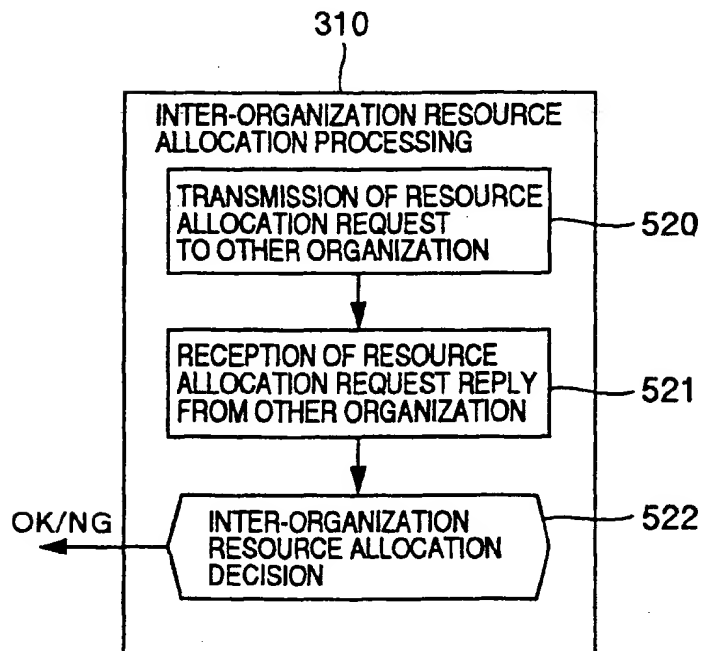 310
INTER-ORGANIZATION RESOURCE
ALLOCATION PROCESSING
TRANSMISSION OF RESOURCE
ALLOCATION REQUEST
TO OTHER ORGANIZATION
520
RECEPTION OF RESOURCE
ALLOCATION REQUEST REPLY
FROM OTHER ORGANIZATION
521
OK/NG
INTER-ORGANIZATION
RESOURCE ALLOCATION
DECISION
522